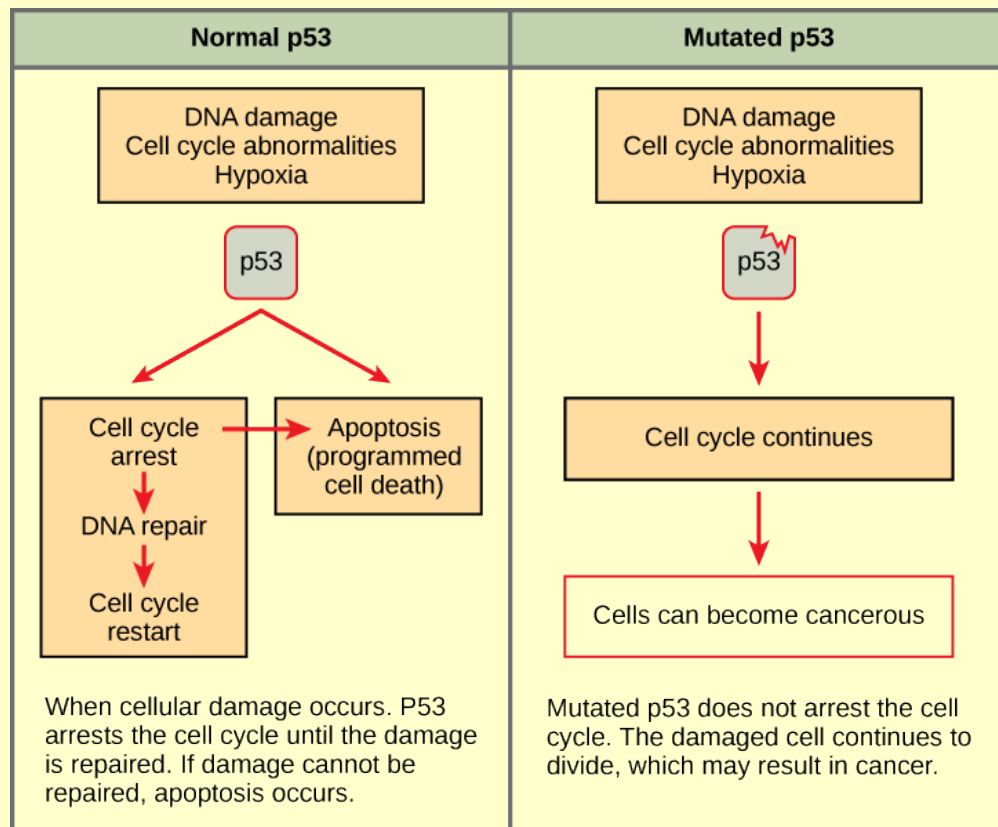 Normal p53
DNA damage
Cell cycle abnormalities
Hypoxia
p53
Cell cycle
arrest
DNA repair
Cell cycle
restart
Apoptosis
(programmed
cell death)
When cellular damage occurs. P53
arrests the cell cycle until the damage
is repaired. If damage cannot be
repaired, apoptosis occurs.
Mutated p53
DNA damage
Cell cycle abnormalities
Hypoxia
p53
Cell cycle continues
Cells can become cancerous
Mutated p53 does not arrest the cell
cycle. The damaged cell continues to
divide, which may result in cancer.